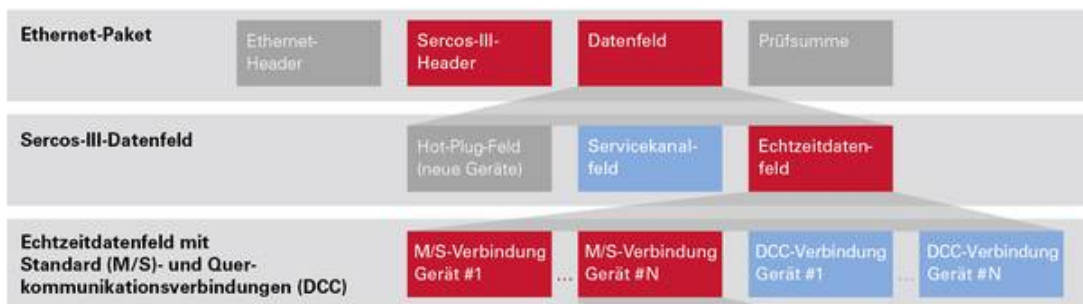 Ethernet-Paket
Ethernet-
Header
Sercos-III-
Header
Datenfeld
Prüfsumme
Sercos-III-Datenfeld
Hot-Plug-Feld
(neue Geräte)
Servicekanal-
feld
Echtzeitdaten-
feld
Echtzeitdatenfeld mit
Standard (M/S)- und Quer-
kommunikationsverbindungen (DCC)
M/S-Verbindung
Gerät #1
...
M/S-Verbindung
Gerät #N
DCC-Verbindung
Gerät #1
...
DCC-Verbindung
Gerät #N